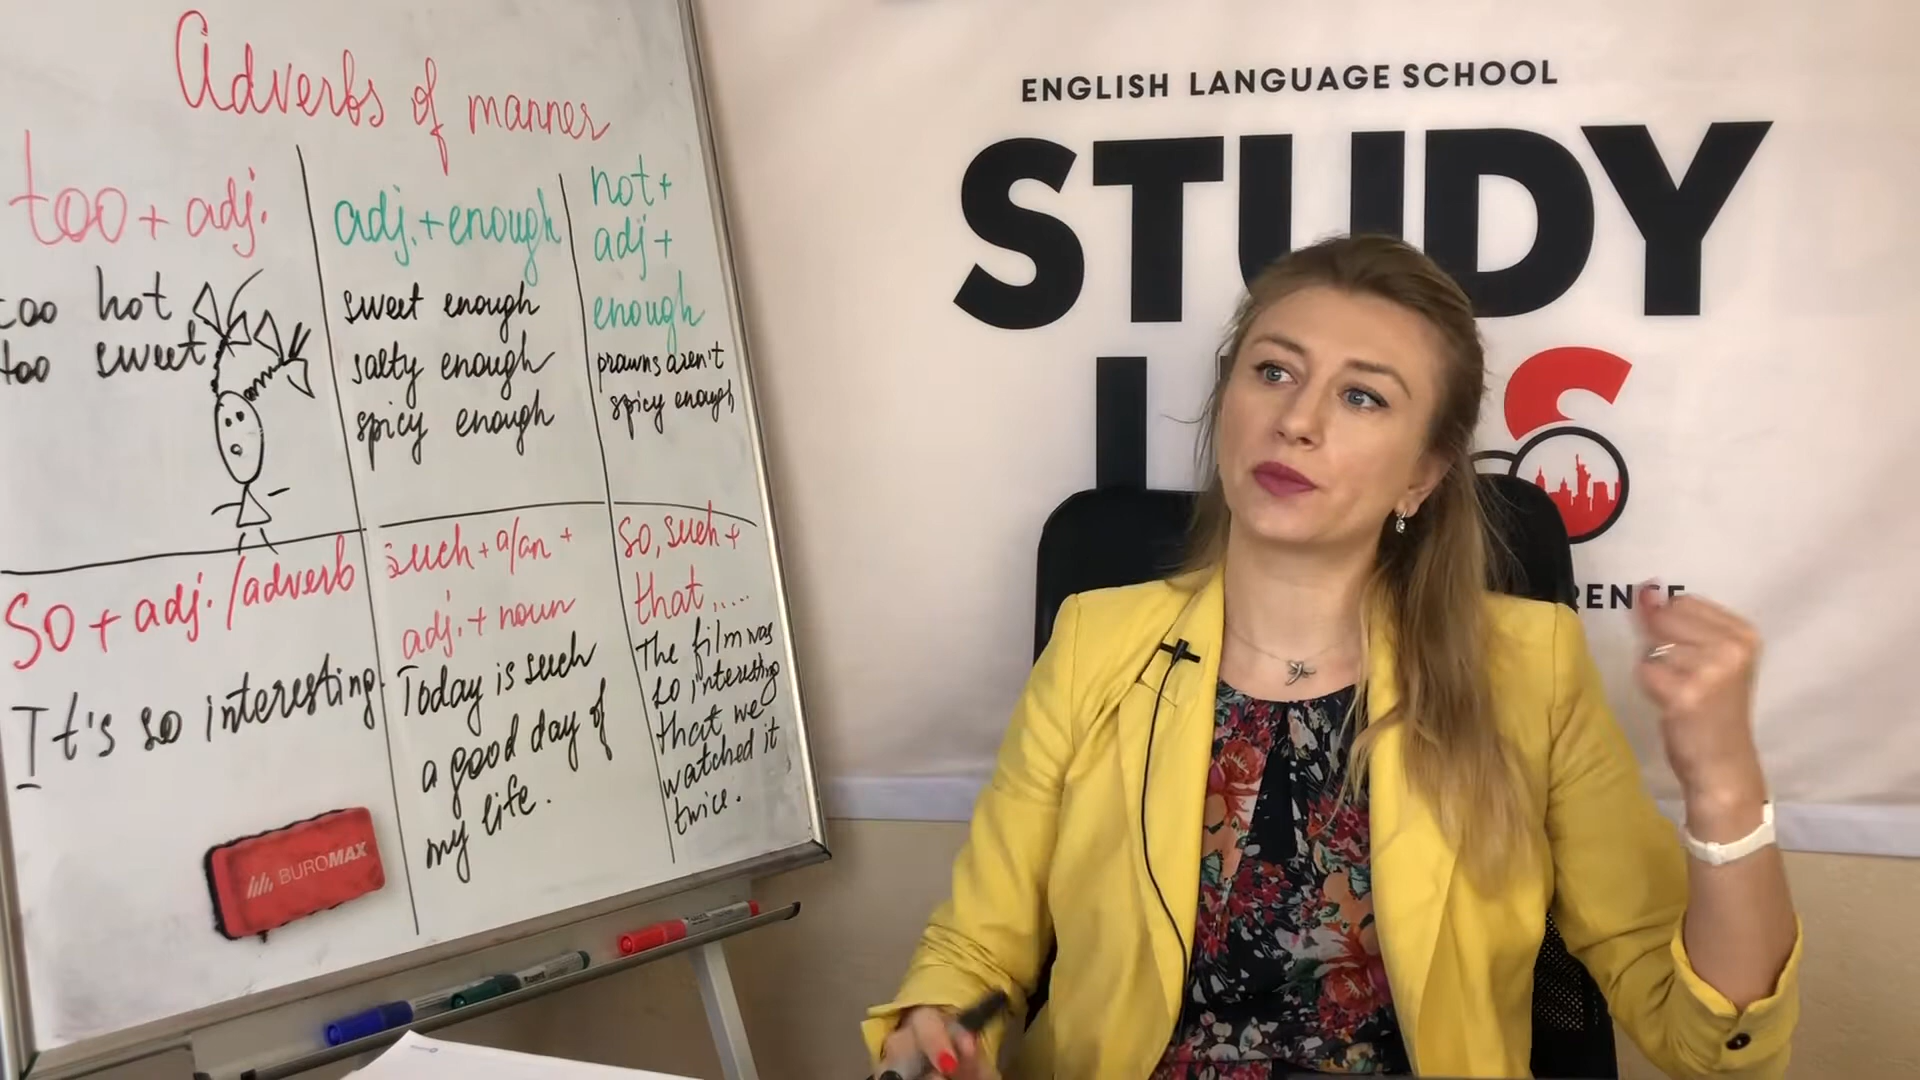 Adverbs of manner
too + adj.
too hot
too sweet
adj. + enough
sweet enough
salty enough
spicy enough
not +
adj +
enough
prawns aren't
spicy enough
So + adj. / adverb
It's so interesting.
such + a/an +
adj. + noun
Today is such
a good day of
my life.
so, such +
that .....
The film was
so interesting
that we
watched it
twice.
BUROMAX
ENGLISH LANGUAGE SCHOOL
STUDY